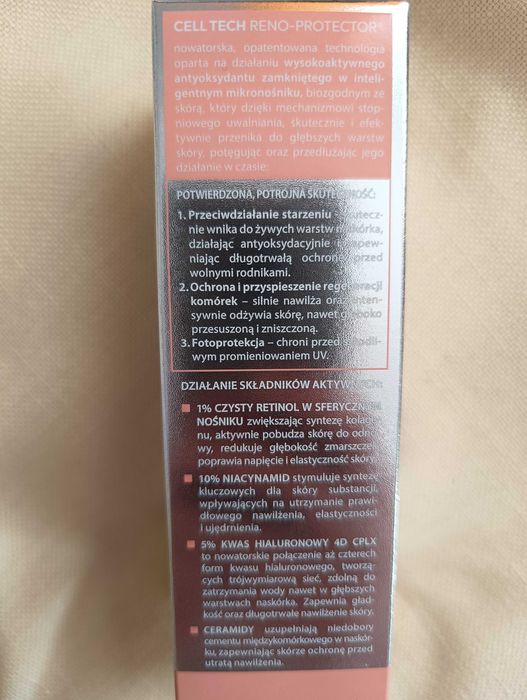 CELL TECH RENO-PROTECTOR®
nowatorska, opatentowana technologia
oparta na działaniu wysokoaktywnego
antyoksydantu zamkniętego w inteli-
gentnym mikronośniku, biozgodnym ze
skórą, który dzięki mechanizmowi stop-
niowego uwalniania, skutecznie i efek-
tywnie przenika do głębszych warstw
skóry, potęgując oraz przedłużając jego
działanie w czasie:
POTWIERDZONA, POTRÓJNA SKUTECZNOŚĆ:
1. Przeciwdziałanie starzeniu - skutecz-
nie wnika do żywych warstw naskórka,
działając antyoksydacyjnie i zapew-
niając długotrwałą ochronę przed
wolnymi rodnikami.
2. Ochrona i przyspieszenie regeneracji
komórek – silnie nawilża oraz inten-
sywnie odżywia skórę, nawet głęboko
przesuszoną i zniszczoną.
3. Fotoprotekcja – chroni przed szkodli-
wym promieniowaniem UV.
DZIAŁANIE SKŁADNIKÓW AKTYWNYCH:
1% CZYSTY RETINOL W SFERYCZNYM
NOŚNIKU zwiększając syntezę kolage-
nu, aktywnie pobudza skórę do odno-
wy, redukuje głębokość zmarszczek,
poprawia napięcie i elastyczność skóry.
10% NIACYNAMID stymuluje syntezę
kluczowych dla skóry substancji,
wpływających na utrzymanie prawi-
dłowego nawilżenia, elastyczności
i ujędrnienia.
5% KWAS HIALURONOWY 4D CPLX
to nowatorskie połączenie aż czterech
form kwasu hialuronowego, tworzą-
cych trójwymiarową sieć, zdolną do
zatrzymania wody nawet w głębszych
warstwach naskórka. Zapewnia gład-
kość oraz długotrwałe nawilżenie skóry.
CERAMIDY uzupełniają niedobory
cementu międzykomórkowego w naskór-
ku, zapewniając skórze ochronę przed
utratą nawilżenia.